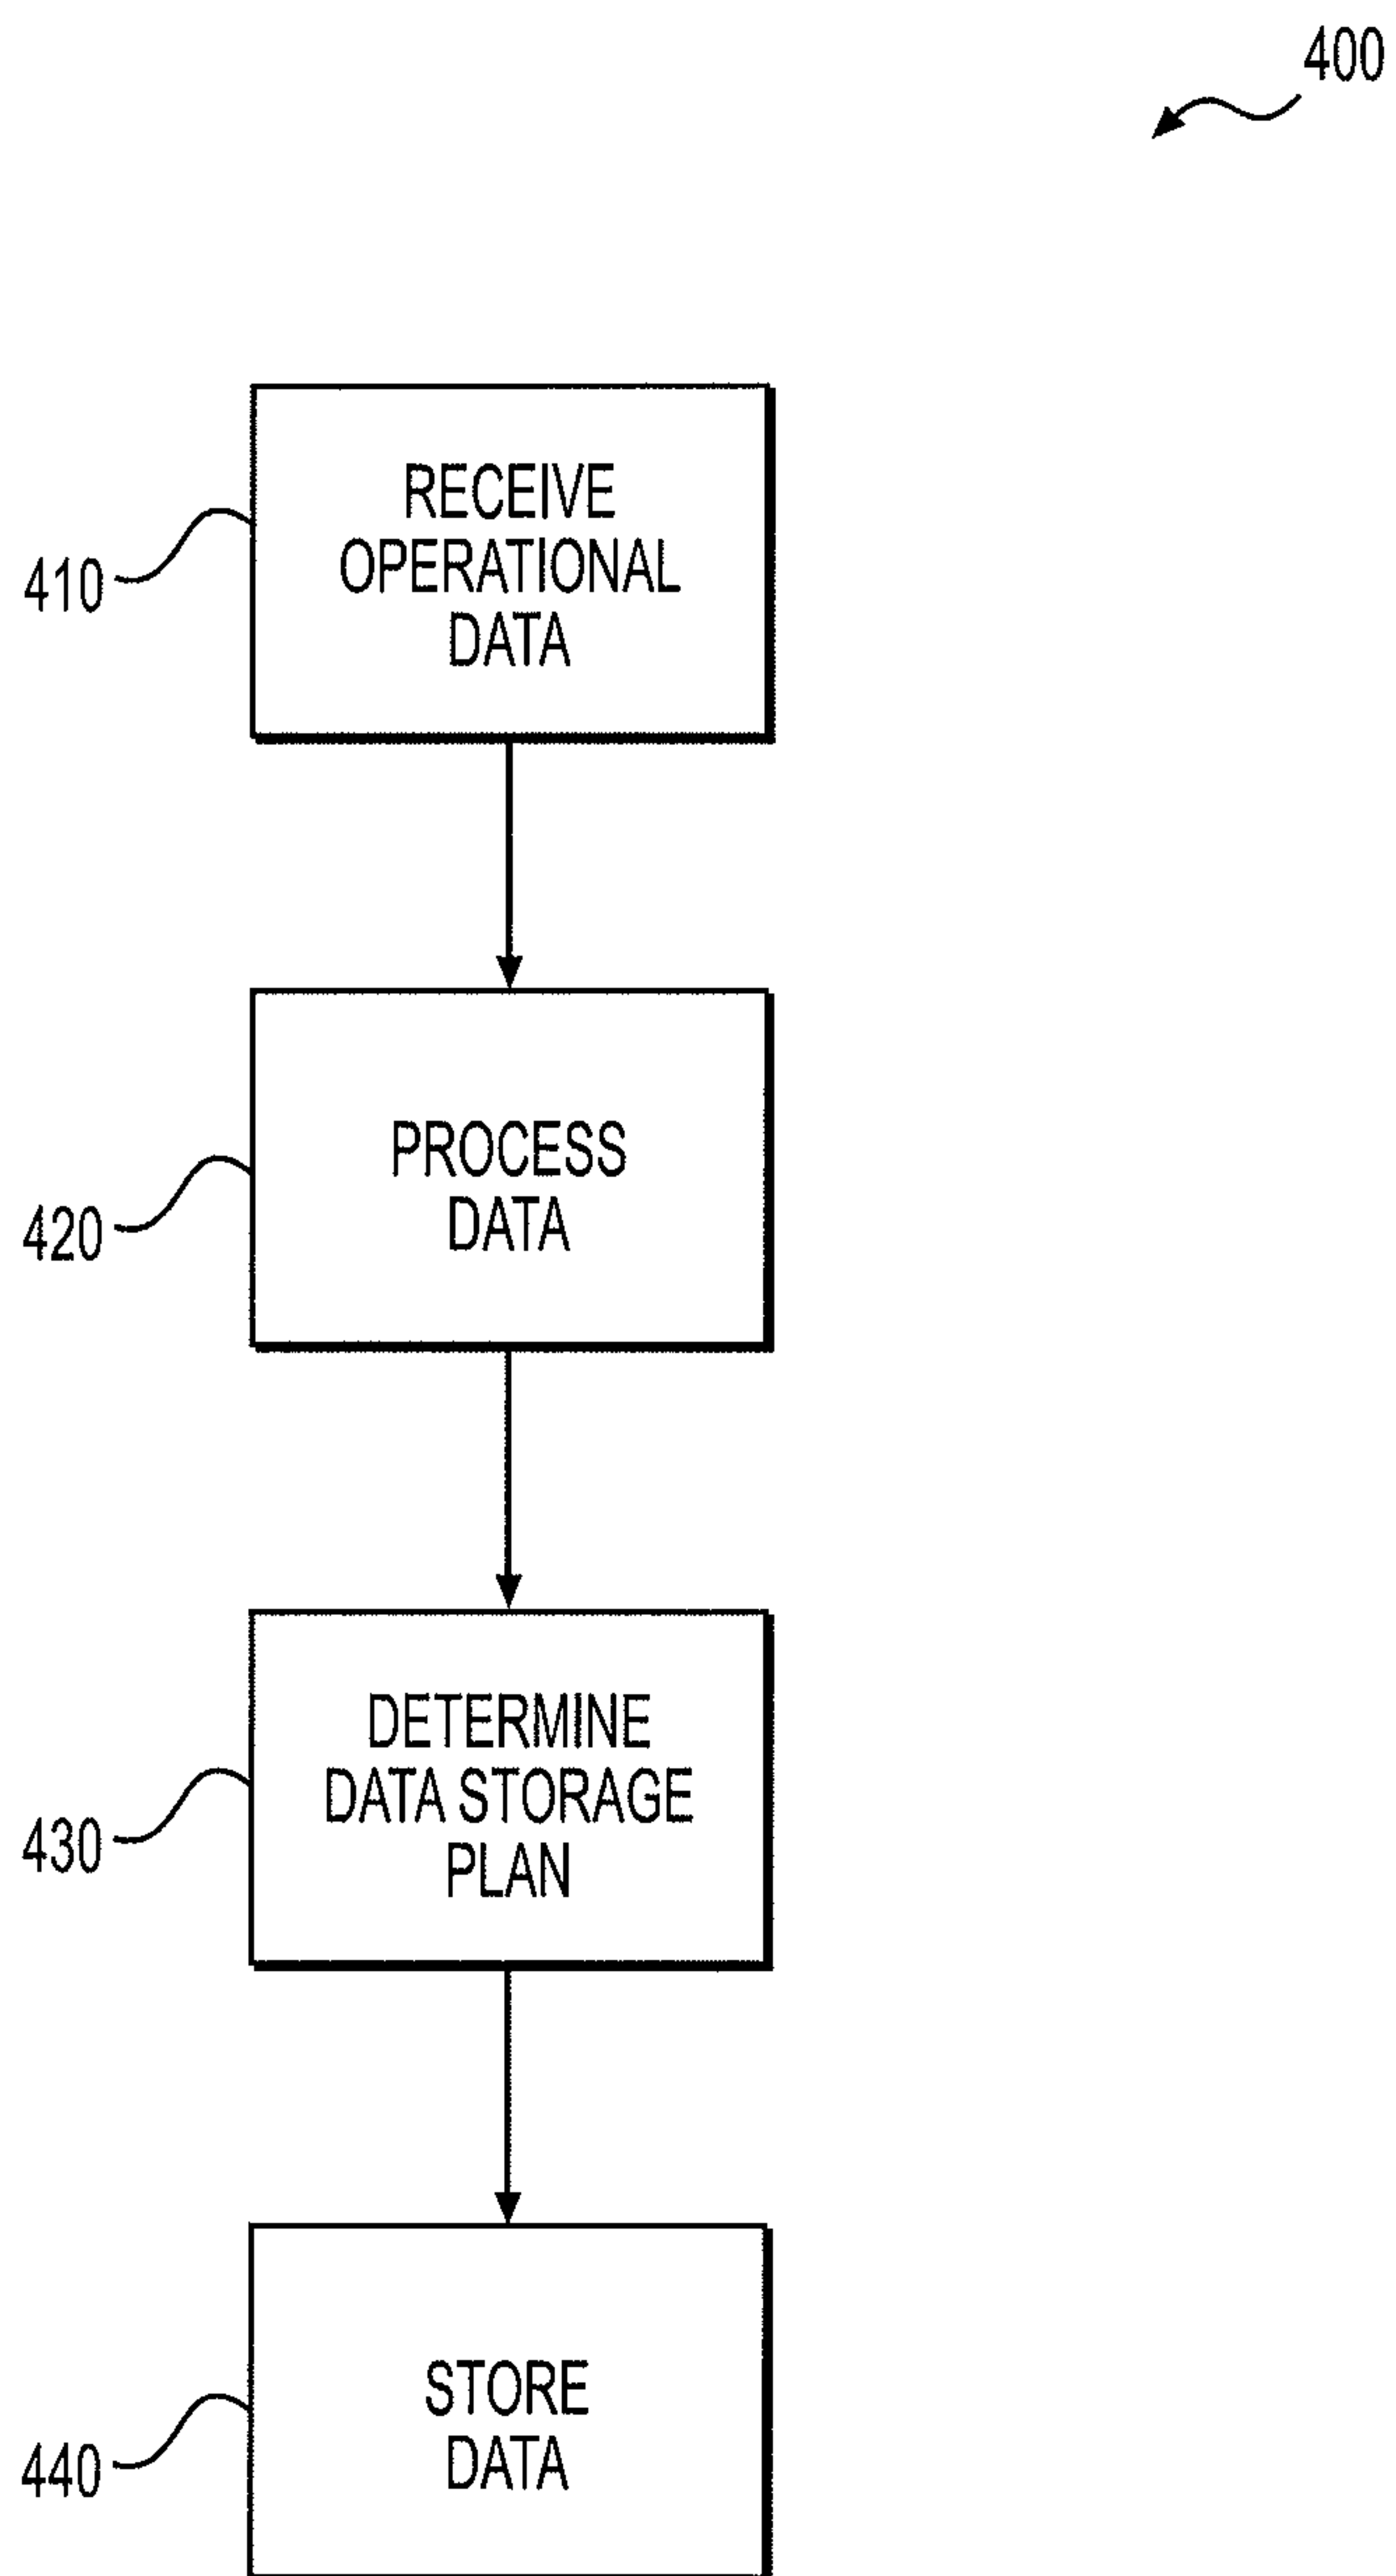 400
RECEIVE
OPERATIONAL
DATA
410
PROCESS
DATA
420
DETERMINE
DATA STORAGE
PLAN
430
STORE
DATA
440